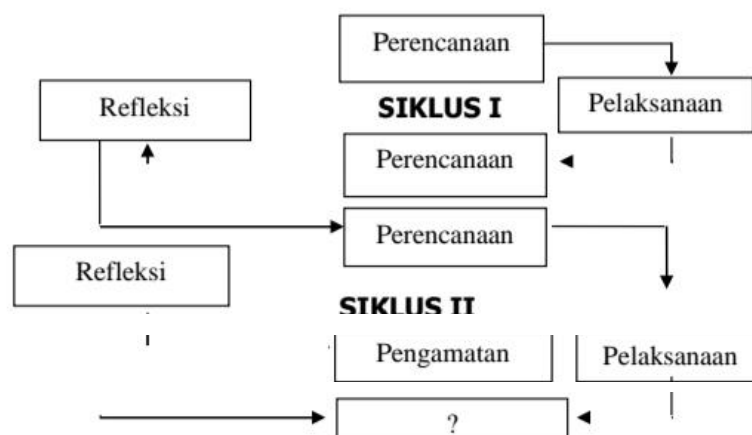 Perencanaan
Refleksi
SIKLUS I
Pelaksanaan
Perencanaan
Perencanaan
Refleksi
SIKLUS II
Pengamatan
Pelaksanaan
?